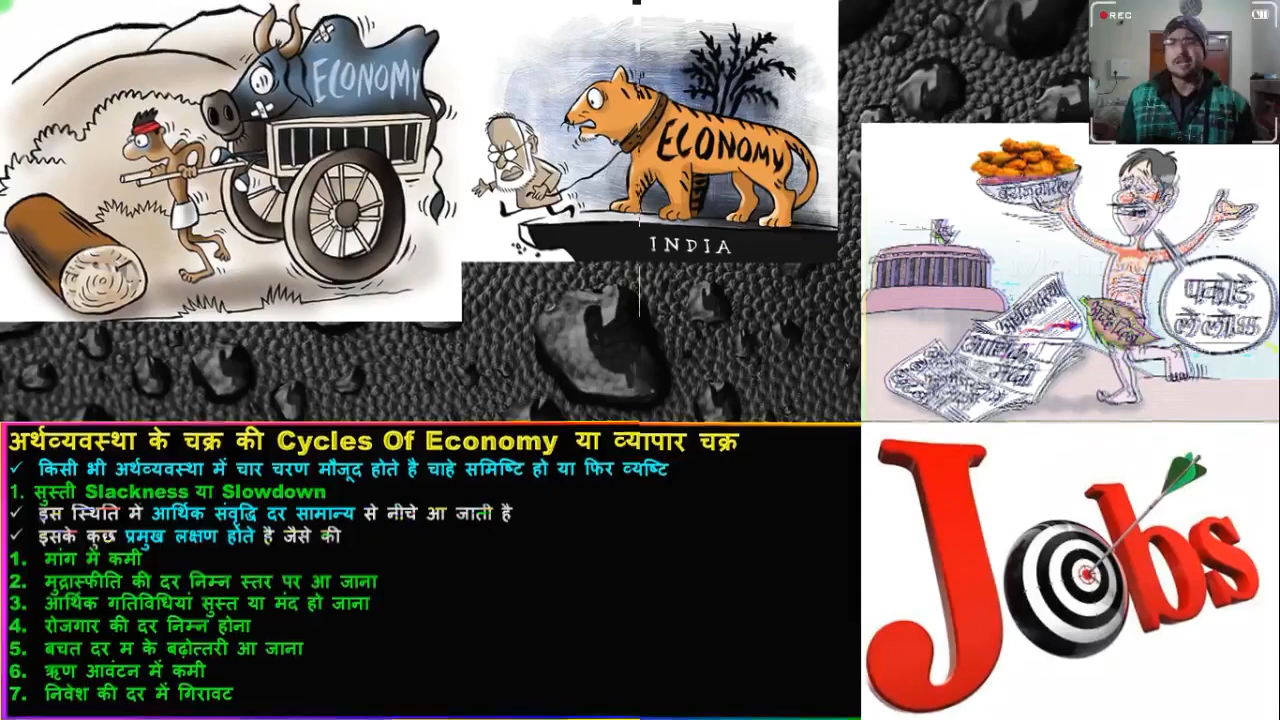 ECONOMY
ECONOMY
INDIA
REC
पकोडे
ले लोss
अर्थव्यवस्था के चक्र की Cycles Of Economy या व्यापार चक्र
✓ किसी भी अर्थव्यवस्था में चार चरण मौजूद होते है चाहे समिष्टि हो या फिर व्यष्टि
1. सुस्ती Slackness या Slowdown
✓ इस स्थिति में आर्थिक संवृद्धि दर सामान्य से नीचे आ जाती है
✓ इसके कुछ प्रमुख लक्षण होते है जैसे की
1. मांग में कमी
2. मुद्रास्फीति की दर निम्न स्तर पर आ जाना
3. आर्थिक गतिविधियां सुस्त या मंद हो जाना
4. रोजगार की दर निम्न होना
5. बचत दर म के बढ़ोत्तरी आ जाना
6. ऋण आवंटन में कमी
7. निवेश की दर में गिरावट
Jobs